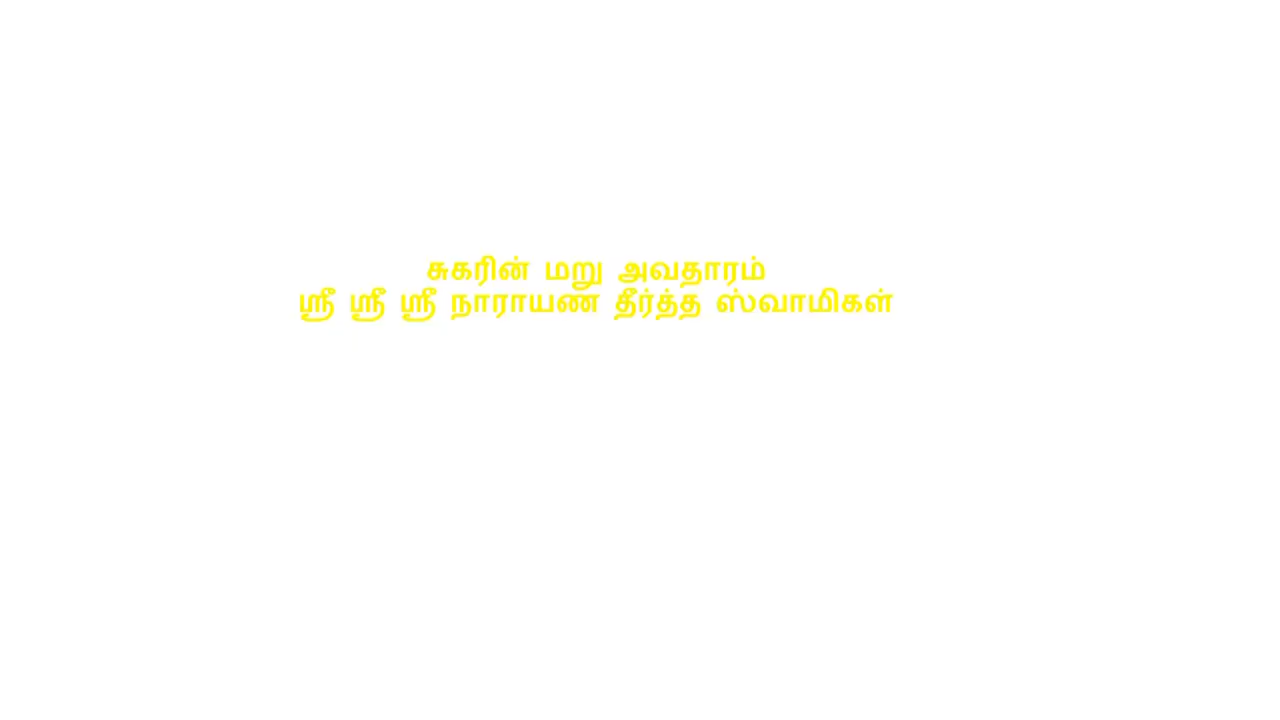 சுகரின் மறு அவதாரம்
ஸ்ரீ ஸ்ரீ ஸ்ரீ நாராயண தீர்த்த ஸ்வாமிகள்